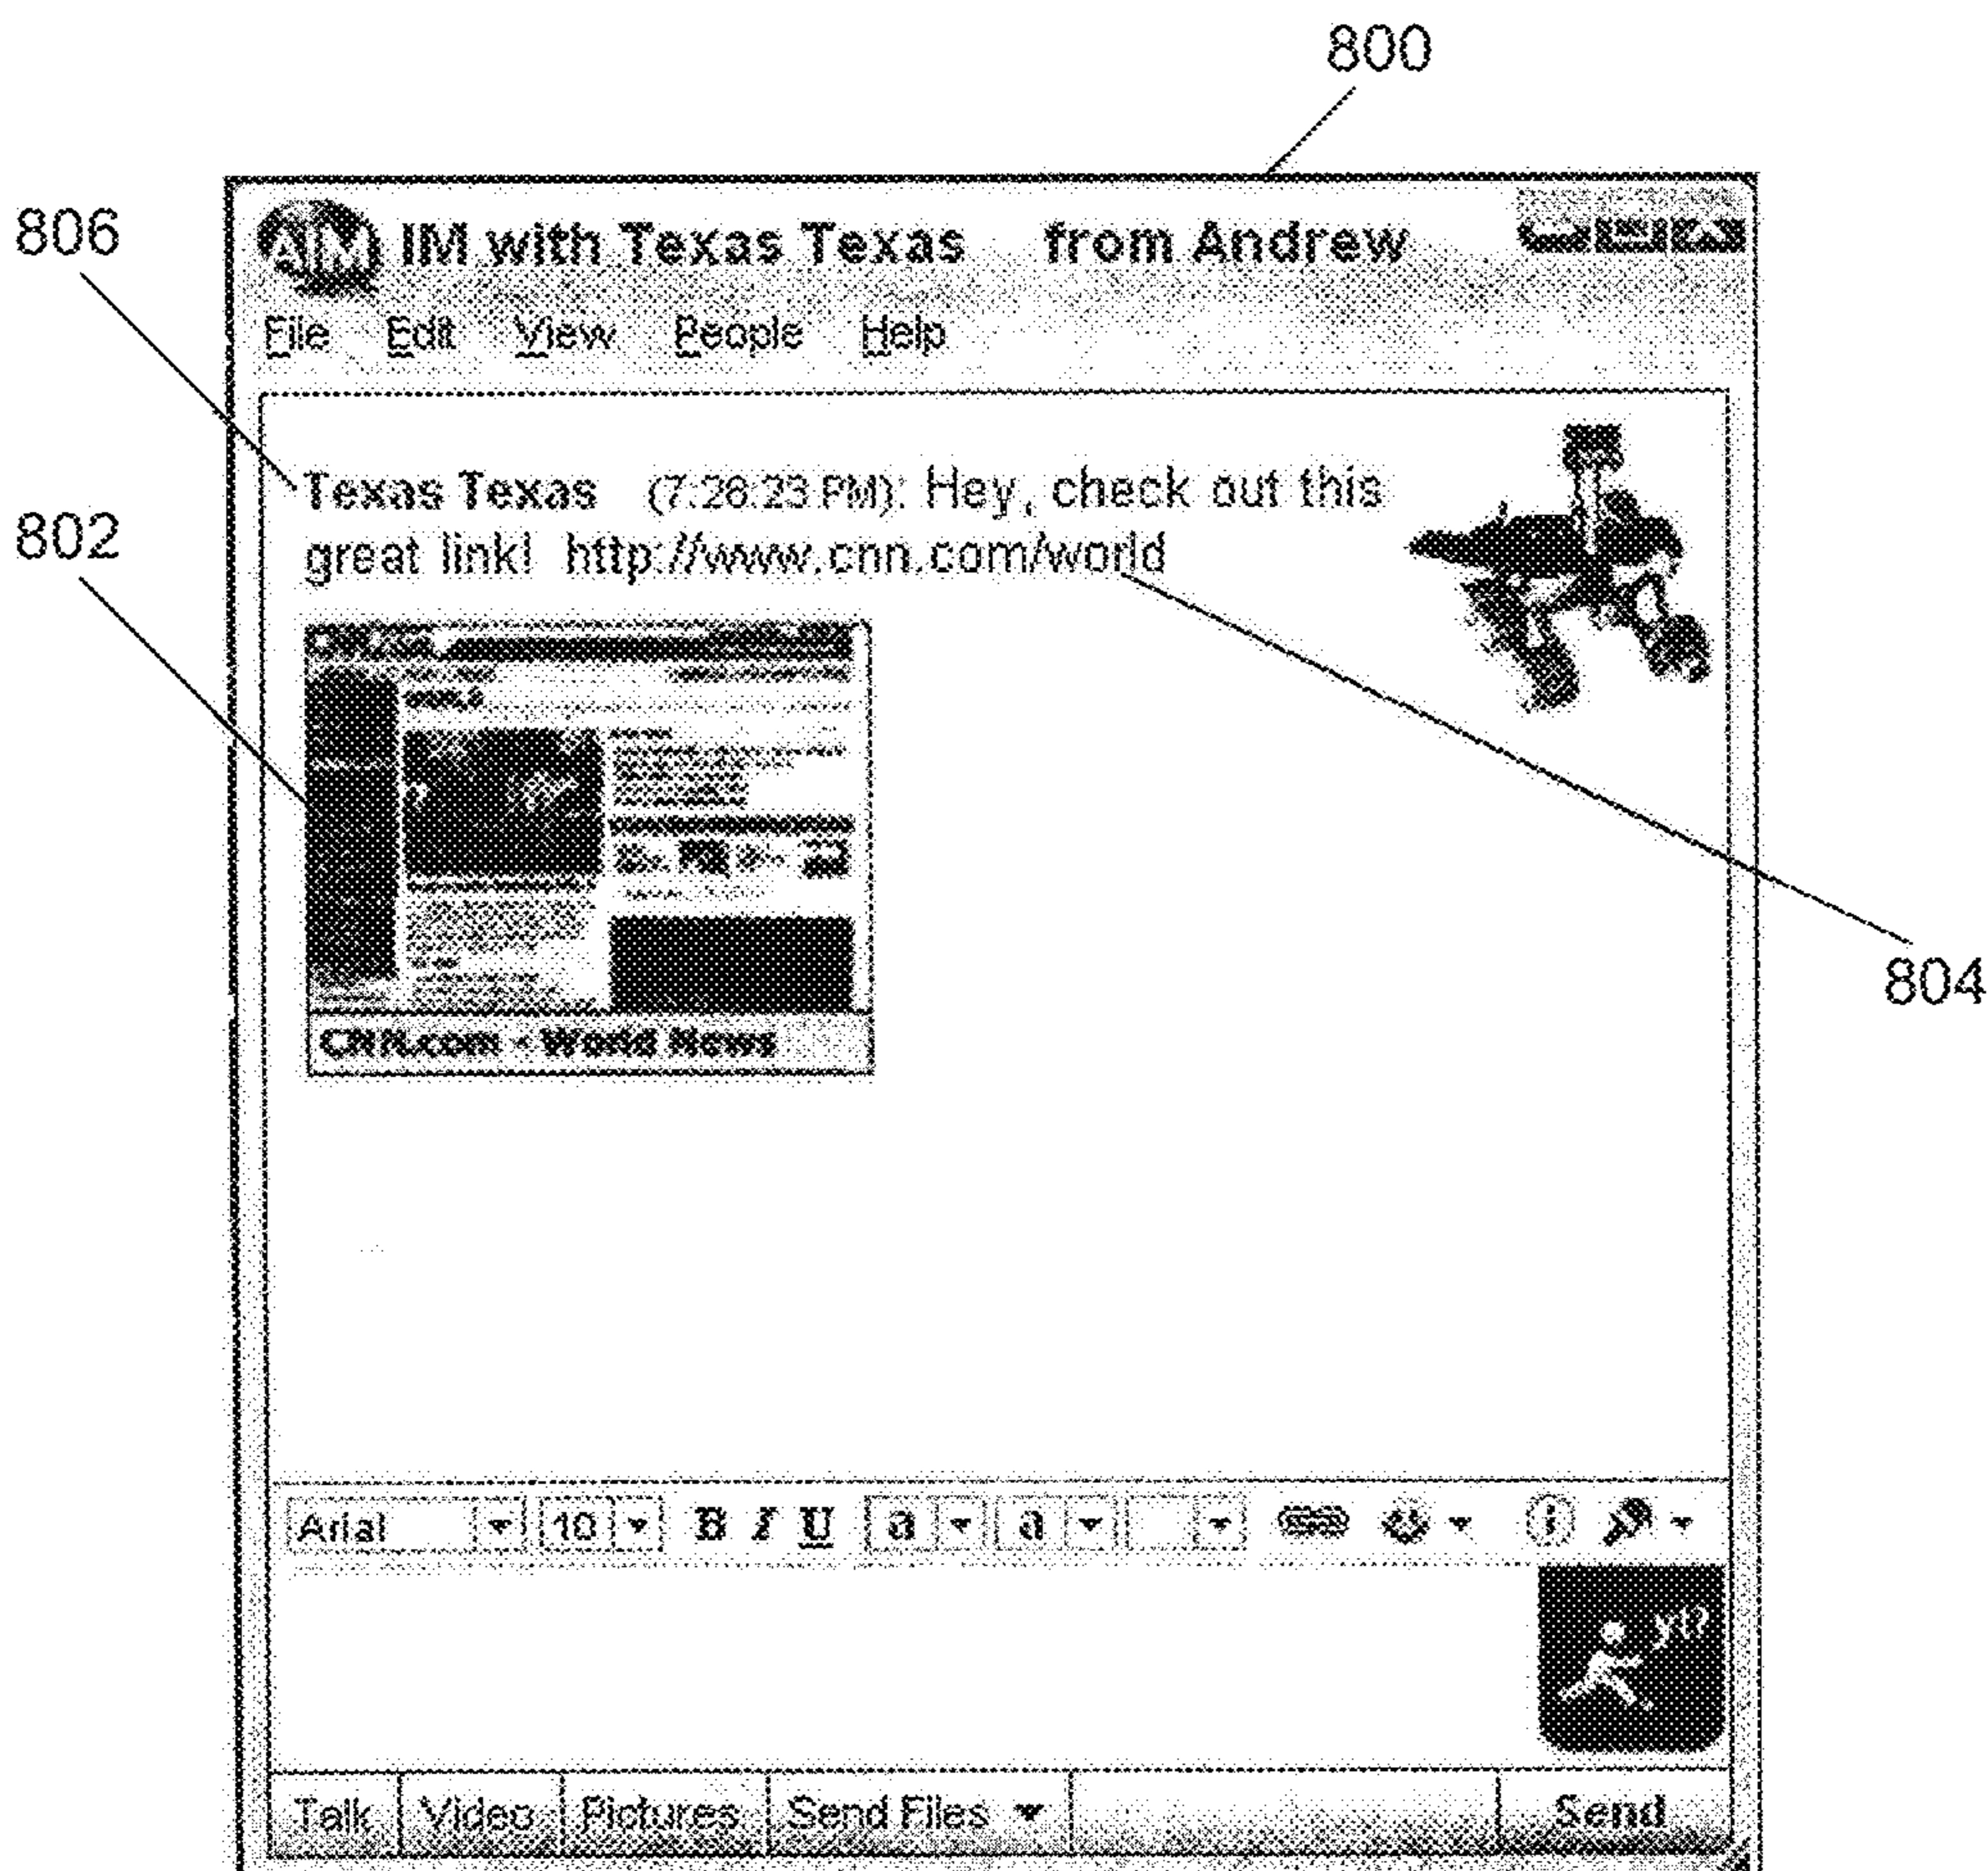 800
806
AIM IM with Texas Texas from Andrew
File Edit View People Help
802
Texas Texas (7:28:23 PM): Hey, check out this
great link! http://www.cnn.com/world
804
CNN.com - World News
Arial 10 B I U a a
yt?
Talk Video Pictures Send Files Send